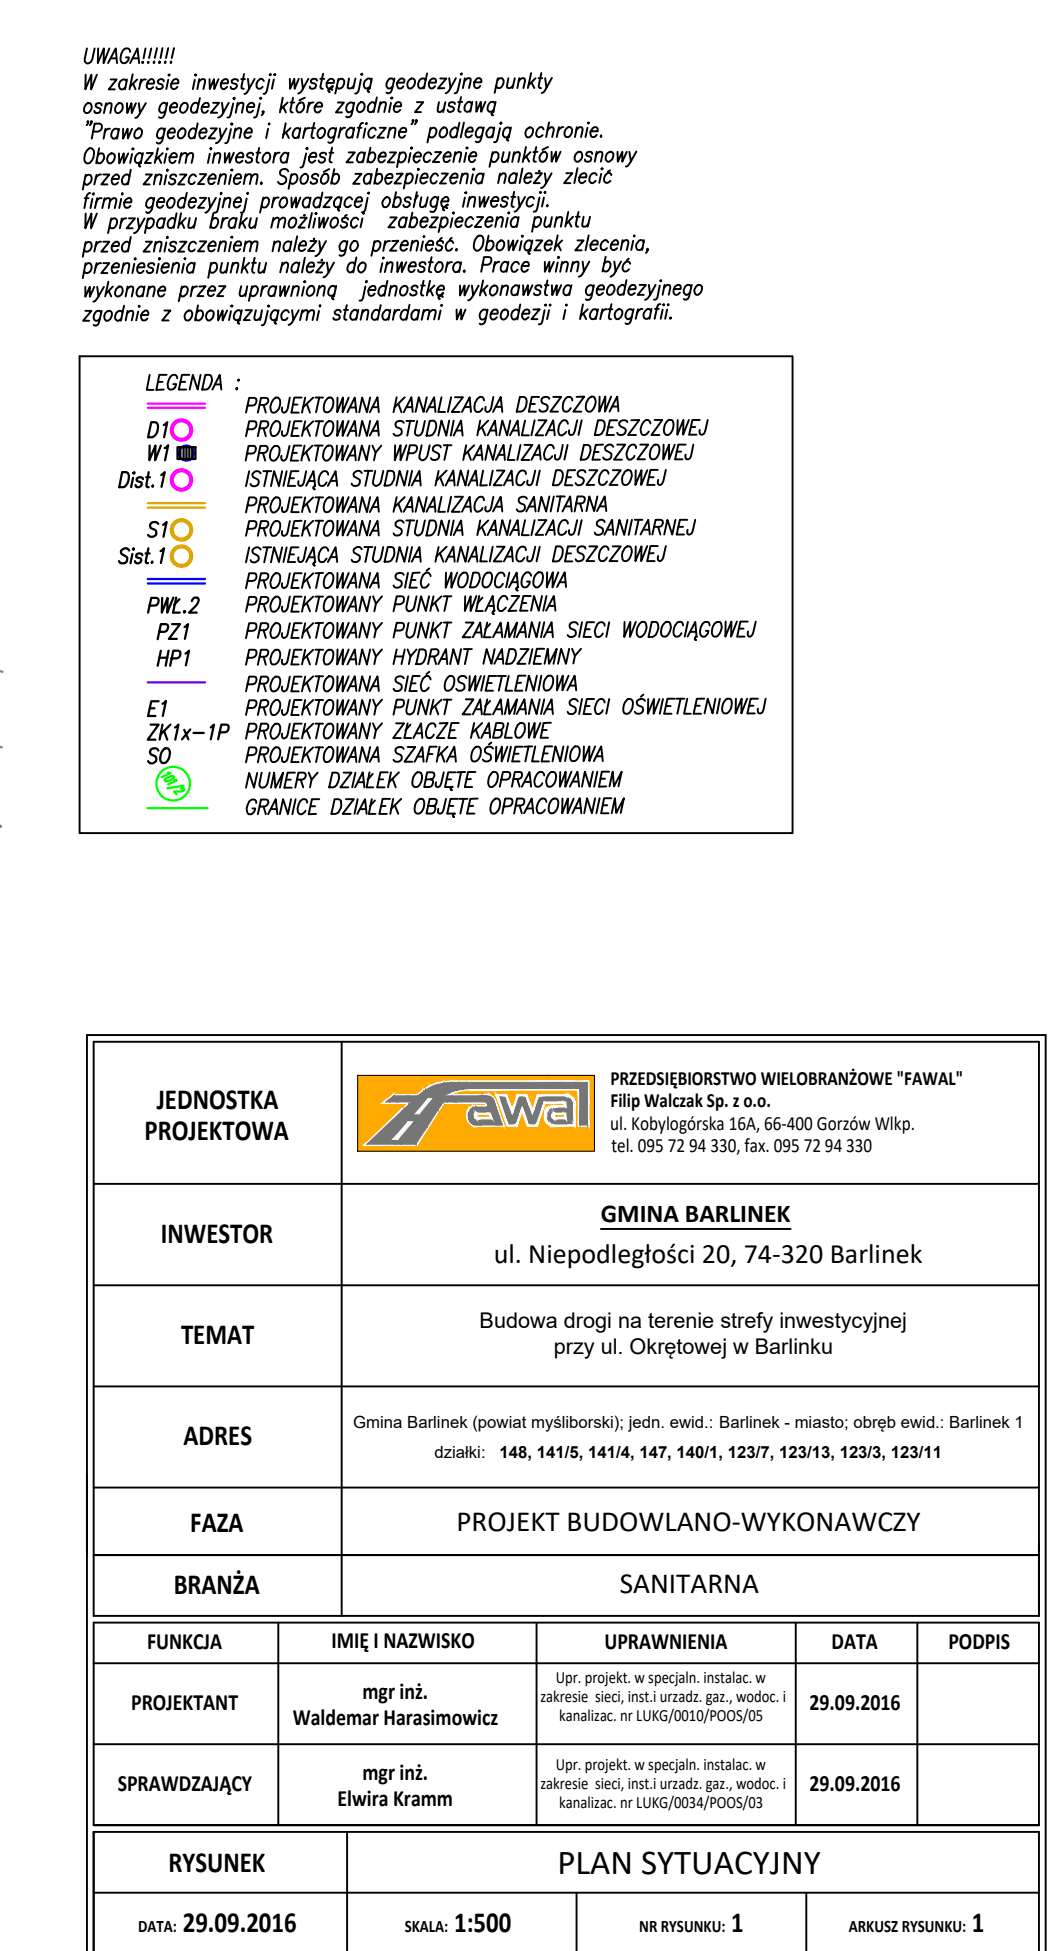 UWAGA!!!!!!
W zakresie inwestycji występują geodezyjne punkty
osnowy geodezyjnej, które zgodnie z ustawą
"Prawo geodezyjne i kartograficzne" podlegają ochronie.
Obowiązkiem inwestora jest zabezpieczenie punktów osnowy
przed zniszczeniem. Sposób zabezpieczenia należy zlecić
firmie geodezyjnej prowadzącej obsługę inwestycji.
W przypadku braku możliwości zabezpieczenia punktu
przed zniszczeniem należy go przenieść. Obowiązek zlecenia,
przeniesienia punktu należy do inwestora. Prace winny być
wykonane przez uprawnioną jednostkę wykonawstwa geodezyjnego
zgodnie z obowiązującymi standardami w geodezji i kartografii.
LEGENDA :
PROJEKTOWANA KANALIZACJA DESZCZOWA
D1 PROJEKTOWANA STUDNIA KANALIZACJI DESZCZOWEJ
W1 PROJEKTOWANY WPUST KANALIZACJI DESZCZOWEJ
Dist.1 ISTNIEJĄCA STUDNIA KANALIZACJI DESZCZOWEJ
PROJEKTOWANA KANALIZACJA SANITARNA
S1 PROJEKTOWANA STUDNIA KANALIZACJI SANITARNEJ
Sist.1 ISTNIEJĄCA STUDNIA KANALIZACJI DESZCZOWEJ
PROJEKTOWANA SIEĆ WODOCIĄGOWA
PWŁ.2 PROJEKTOWANY PUNKT WŁĄCZENIA
PZ1 PROJEKTOWANY PUNKT ZAŁAMANIA SIECI WODOCIĄGOWEJ
HP1 PROJEKTOWANY HYDRANT NADZIEMNY
PROJEKTOWANA SIEĆ OSWIETLENIOWA
E1 PROJEKTOWANY PUNKT ZAŁAMANIA SIECI OŚWIETLENIOWEJ
ZK1x-1P PROJEKTOWANY ZŁACZE KABLOWE
SO PROJEKTOWANA SZAFKA OŚWIETLENIOWA
101/2 NUMERY DZIAŁEK OBJĘTE OPRACOWANIEM
GRANICE DZIAŁEK OBJĘTE OPRACOWANIEM
JEDNOSTKA
PROJEKTOWA
Fawal
PRZEDSIĘBIORSTWO WIELOBRANŻOWE "FAWAL"
Filip Walczak Sp. z o.o.
ul. Kobylogórska 16A, 66-400 Gorzów Wlkp.
tel. 095 72 94 330, fax. 095 72 94 330
INWESTOR
GMINA BARLINEK
ul. Niepodległości 20, 74-320 Barlinek
TEMAT
Budowa drogi na terenie strefy inwestycyjnej
przy ul. Okrętowej w Barlinku
ADRES
Gmina Barlinek (powiat myśliborski); jedn. ewid.: Barlinek - miasto; obręb ewid.: Barlinek 1
działki: 148, 141/5, 141/4, 147, 140/1, 123/7, 123/13, 123/3, 123/11
FAZA
PROJEKT BUDOWLANO-WYKONAWCZY
BRANŻA
SANITARNA
FUNKCJA IMIĘ I NAZWISKO UPRAWNIENIA DATA PODPIS
PROJEKTANT
mgr inż.
Waldemar Harasimowicz
Upr. projekt. w specjaln. instalac. w
zakresie sieci, inst.i urzadz. gaz., wodoc. i
kanalizac. nr LUKG/0010/POOS/05
29.09.2016
SPRAWDZAJĄCY
mgr inż.
Elwira Kramm
Upr. projekt. w specjaln. instalac. w
zakresie sieci, inst.i urzadz. gaz., wodoc. i
kanalizac. nr LUKG/0034/POOS/03
29.09.2016
RYSUNEK
PLAN SYTUACYJNY
DATA: 29.09.2016 SKALA: 1:500 NR RYSUNKU: 1 ARKUSZ RYSUNKU: 1